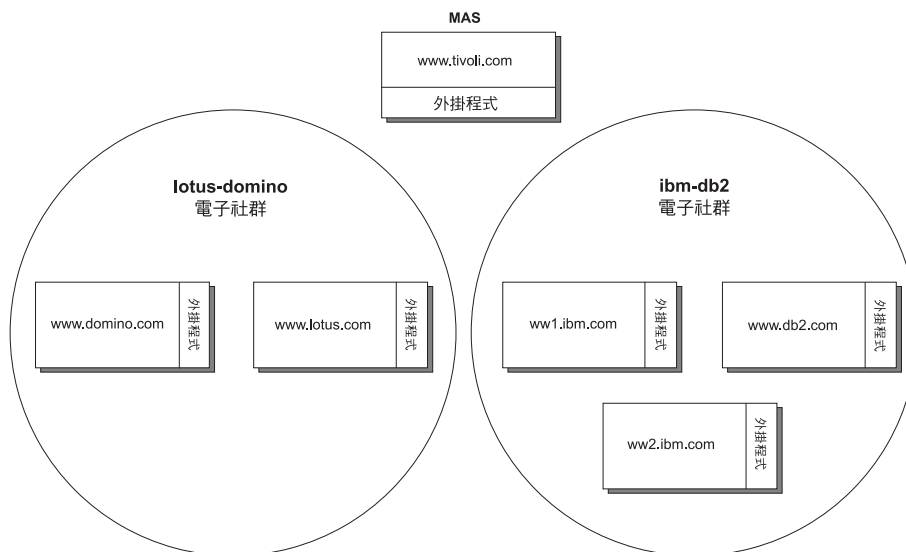 MAS
www.tivoli.com
外掛程式
lotus-domino
電子社群
www.domino.com
外掛程式
www.lotus.com
外掛程式
ibm-db2
電子社群
ww1.ibm.com
外掛程式
www.db2.com
外掛程式
ww2.ibm.com
外掛程式